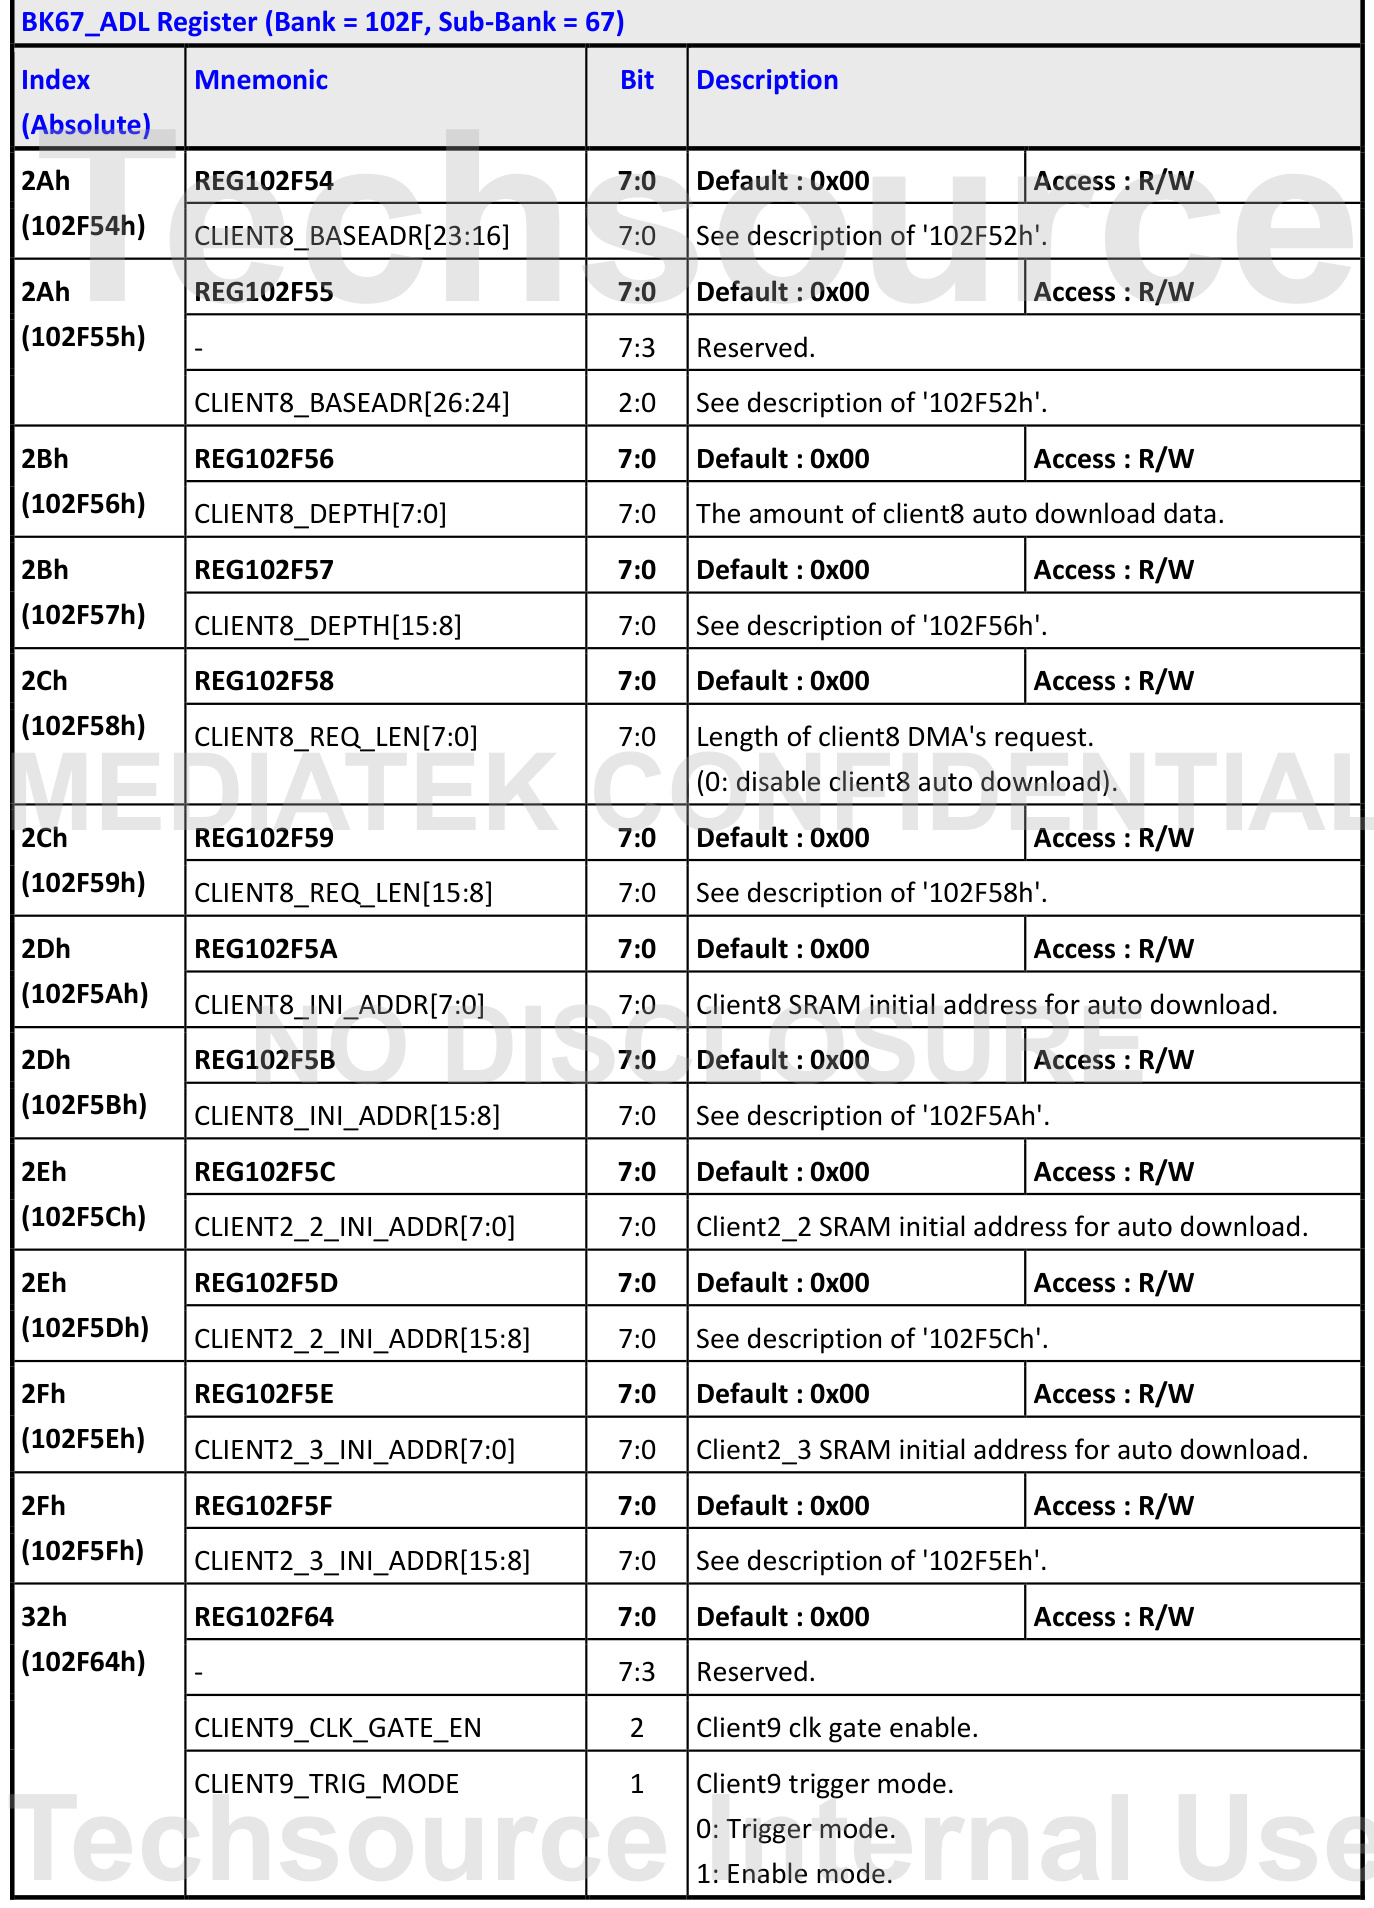 BK67_ADL Register (Bank = 102F, Sub-Bank = 67)
Index (Absolute) Mnemonic Bit Description
2Ah (102F54h) REG102F54 7:0 Default : 0x00 Access : R/W
CLIENT8_BASEADR[23:16] 7:0 See description of '102F52h'.
2Ah (102F55h) REG102F55 7:0 Default : 0x00 Access : R/W
- 7:3 Reserved.
CLIENT8_BASEADR[26:24] 2:0 See description of '102F52h'.
2Bh (102F56h) REG102F56 7:0 Default : 0x00 Access : R/W
CLIENT8_DEPTH[7:0] 7:0 The amount of client8 auto download data.
2Bh (102F57h) REG102F57 7:0 Default : 0x00 Access : R/W
CLIENT8_DEPTH[15:8] 7:0 See description of '102F56h'.
2Ch (102F58h) REG102F58 7:0 Default : 0x00 Access : R/W
CLIENT8_REQ_LEN[7:0] 7:0 Length of client8 DMA's request.
(0: disable client8 auto download).
2Ch (102F59h) REG102F59 7:0 Default : 0x00 Access : R/W
CLIENT8_REQ_LEN[15:8] 7:0 See description of '102F58h'.
2Dh (102F5Ah) REG102F5A 7:0 Default : 0x00 Access : R/W
CLIENT8_INI_ADDR[7:0] 7:0 Client8 SRAM initial address for auto download.
2Dh (102F5Bh) REG102F5B 7:0 Default : 0x00 Access : R/W
CLIENT8_INI_ADDR[15:8] 7:0 See description of '102F5Ah'.
2Eh (102F5Ch) REG102F5C 7:0 Default : 0x00 Access : R/W
CLIENT2_2_INI_ADDR[7:0] 7:0 Client2_2 SRAM initial address for auto download.
2Eh (102F5Dh) REG102F5D 7:0 Default : 0x00 Access : R/W
CLIENT2_2_INI_ADDR[15:8] 7:0 See description of '102F5Ch'.
2Fh (102F5Eh) REG102F5E 7:0 Default : 0x00 Access : R/W
CLIENT2_3_INI_ADDR[7:0] 7:0 Client2_3 SRAM initial address for auto download.
2Fh (102F5Fh) REG102F5F 7:0 Default : 0x00 Access : R/W
CLIENT2_3_INI_ADDR[15:8] 7:0 See description of '102F5Eh'.
32h (102F64h) REG102F64 7:0 Default : 0x00 Access : R/W
- 7:3 Reserved.
CLIENT9_CLK_GATE_EN 2 Client9 clk gate enable.
CLIENT9_TRIG_MODE 1 Client9 trigger mode.
0: Trigger mode.
1: Enable mode.
Techsource
MEDIATEK CONFIDENTIAL
NO DISCLOSURE
Techsource Internal Use